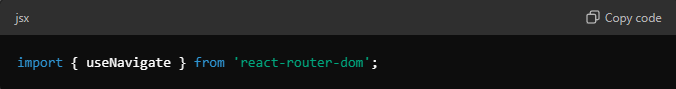 jsx
Copy code
import { useNavigate } from 'react-router-dom';